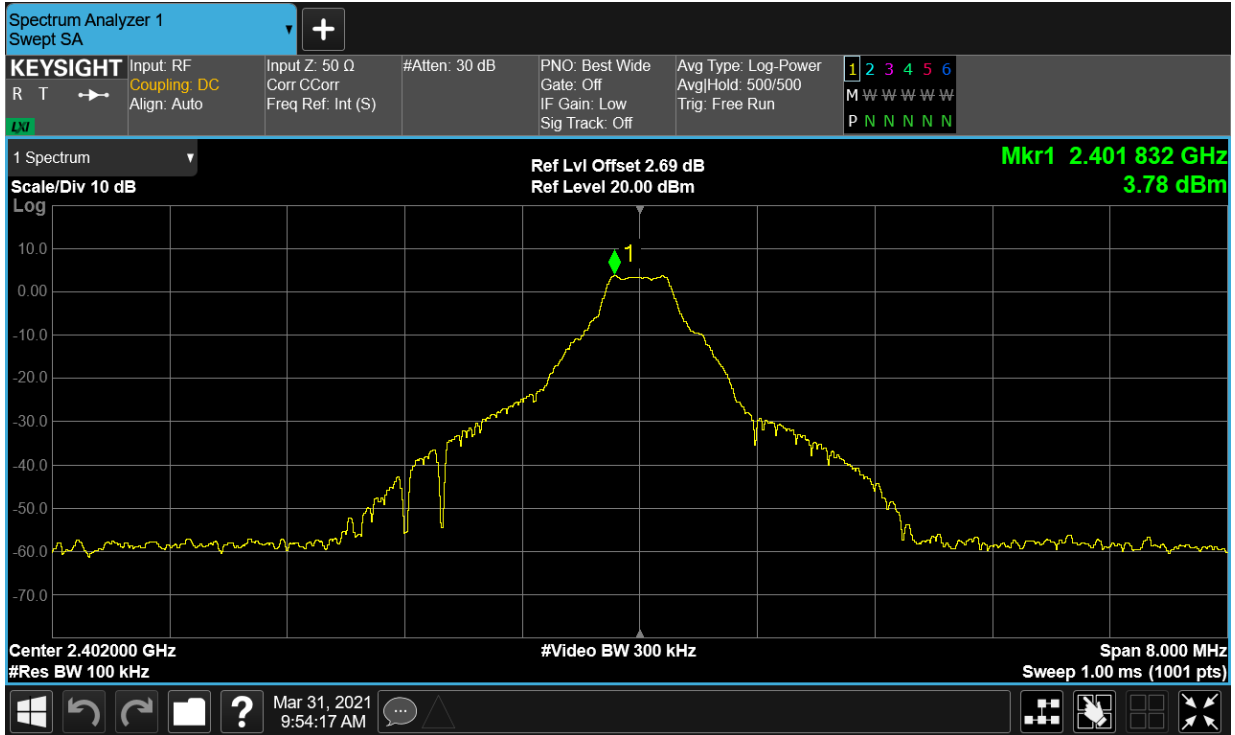 Spectrum Analyzer 1
Swept SA
KEYSIGHT
R T
LXI
Input: RF
Coupling: DC
Align: Auto
Input Z: 50 Ω
Corr CCorr
Freq Ref: Int (S)
#Atten: 30 dB
PNO: Best Wide
Gate: Off
IF Gain: Low
Sig Track: Off
Avg Type: Log-Power
Avg|Hold: 500/500
Trig: Free Run
1 2 3 4 5 6
M W W W W W
P N N N N N
1 Spectrum
Scale/Div 10 dB
Log
Ref Lvl Offset 2.69 dB
Ref Level 20.00 dBm
Mkr1 2.401 832 GHz
3.78 dBm
1
10.0
0.00
-10.0
-20.0
-30.0
-40.0
-50.0
-60.0
-70.0
Center 2.402000 GHz
#Res BW 100 kHz
#Video BW 300 kHz
Span 8.000 MHz
Sweep 1.00 ms (1001 pts)
?
Mar 31, 2021
9:54:17 AM